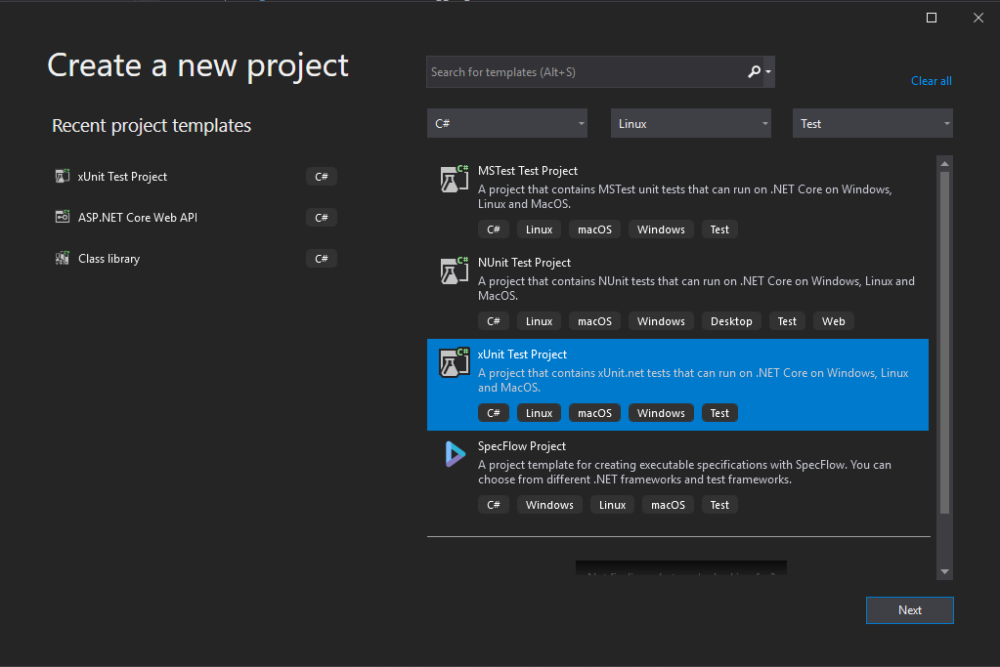 Create a new project
Search for templates (Alt+S)
Clear all
Recent project templates
C#
Linux
Test
xUnit Test Project
C#
ASP.NET Core Web API
C#
Class library
C#
MSTest Test Project
A project that contains MSTest unit tests that can run on .NET Core on Windows,
Linux and MacOS.
C# Linux macOS Windows Test
NUnit Test Project
A project that contains NUnit tests that can run on .NET Core on Windows, Linux and
MacOS.
C# Linux macOS Windows Desktop Test Web
xUnit Test Project
A project that contains xUnit.net tests that can run on .NET Core on Windows, Linux
and MacOS.
C# Linux macOS Windows Test
SpecFlow Project
A project template for creating executable specifications with SpecFlow. You can
choose from different .NET frameworks and test frameworks.
C# Windows Linux macOS Test
Next